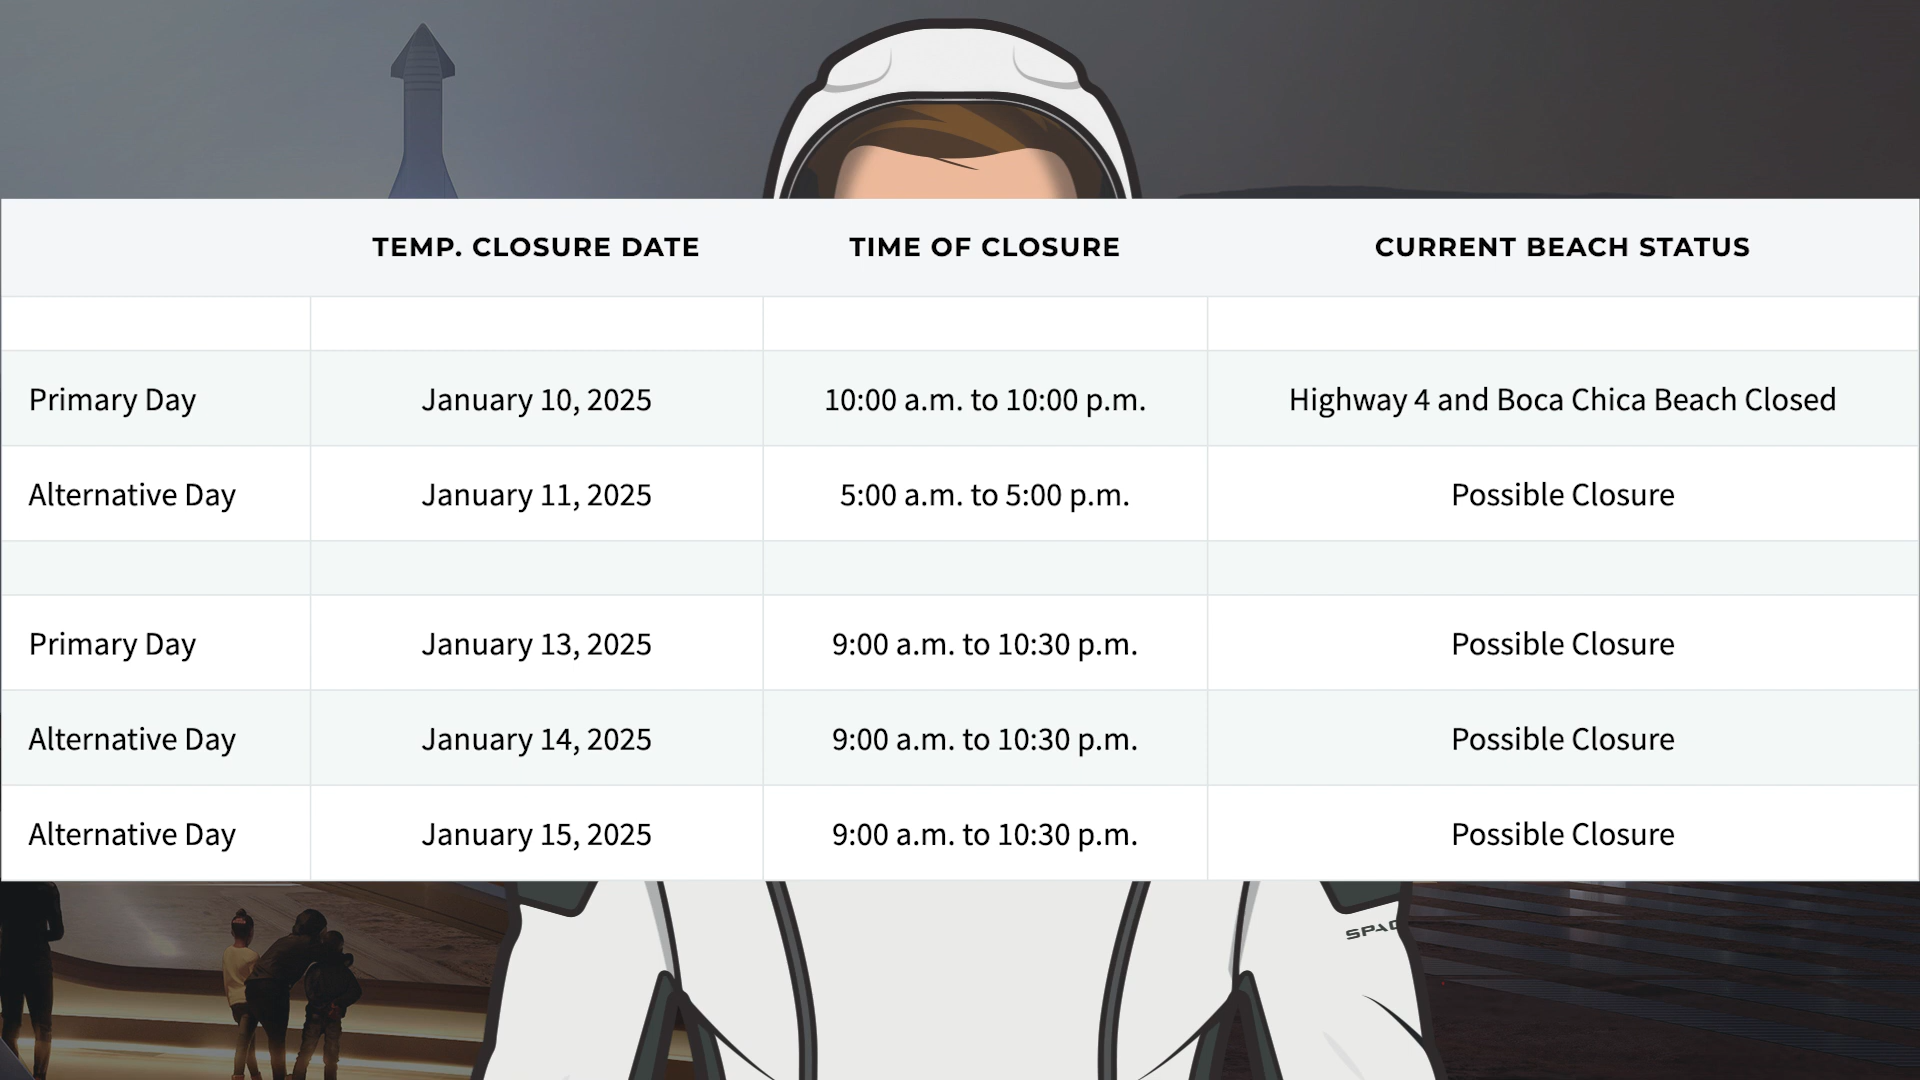 TEMP. CLOSURE DATE TIME OF CLOSURE CURRENT BEACH STATUS
Primary Day January 10, 2025 10:00 a.m. to 10:00 p.m. Highway 4 and Boca Chica Beach Closed
Alternative Day January 11, 2025 5:00 a.m. to 5:00 p.m. Possible Closure
Primary Day January 13, 2025 9:00 a.m. to 10:30 p.m. Possible Closure
Alternative Day January 14, 2025 9:00 a.m. to 10:30 p.m. Possible Closure
Alternative Day January 15, 2025 9:00 a.m. to 10:30 p.m. Possible Closure